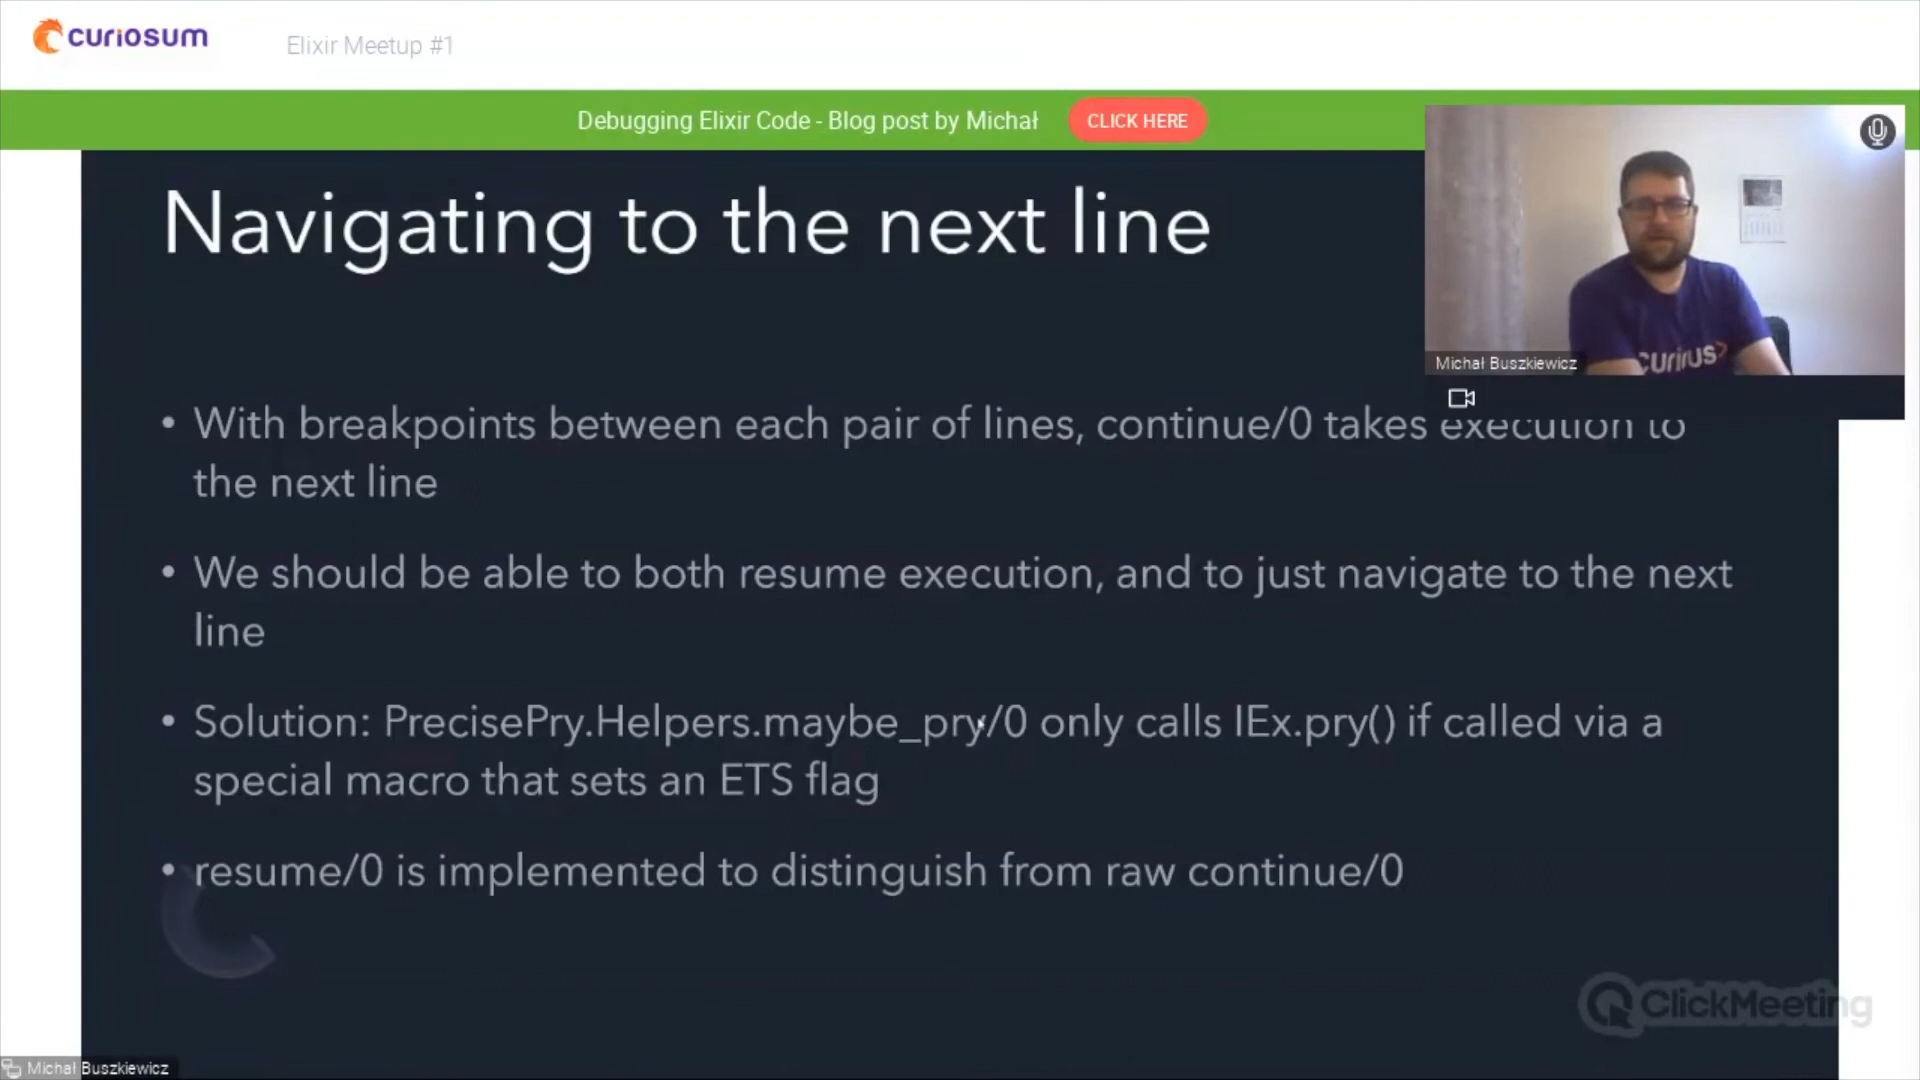 curiosum
Elixir Meetup #1
Debugging Elixir Code - Blog post by Michał
CLICK HERE
Navigating to the next line
Michał Buszkiewicz
curious>
• With breakpoints between each pair of lines, continue/0 takes execution to
the next line
• We should be able to both resume execution, and to just navigate to the next
line
• Solution: PrecisePry.Helpers.maybe_pry/0 only calls IEx.pry() if called via a
special macro that sets an ETS flag
• resume/0 is implemented to distinguish from raw continue/0
ClickMeeting
Michał Buszkiewicz